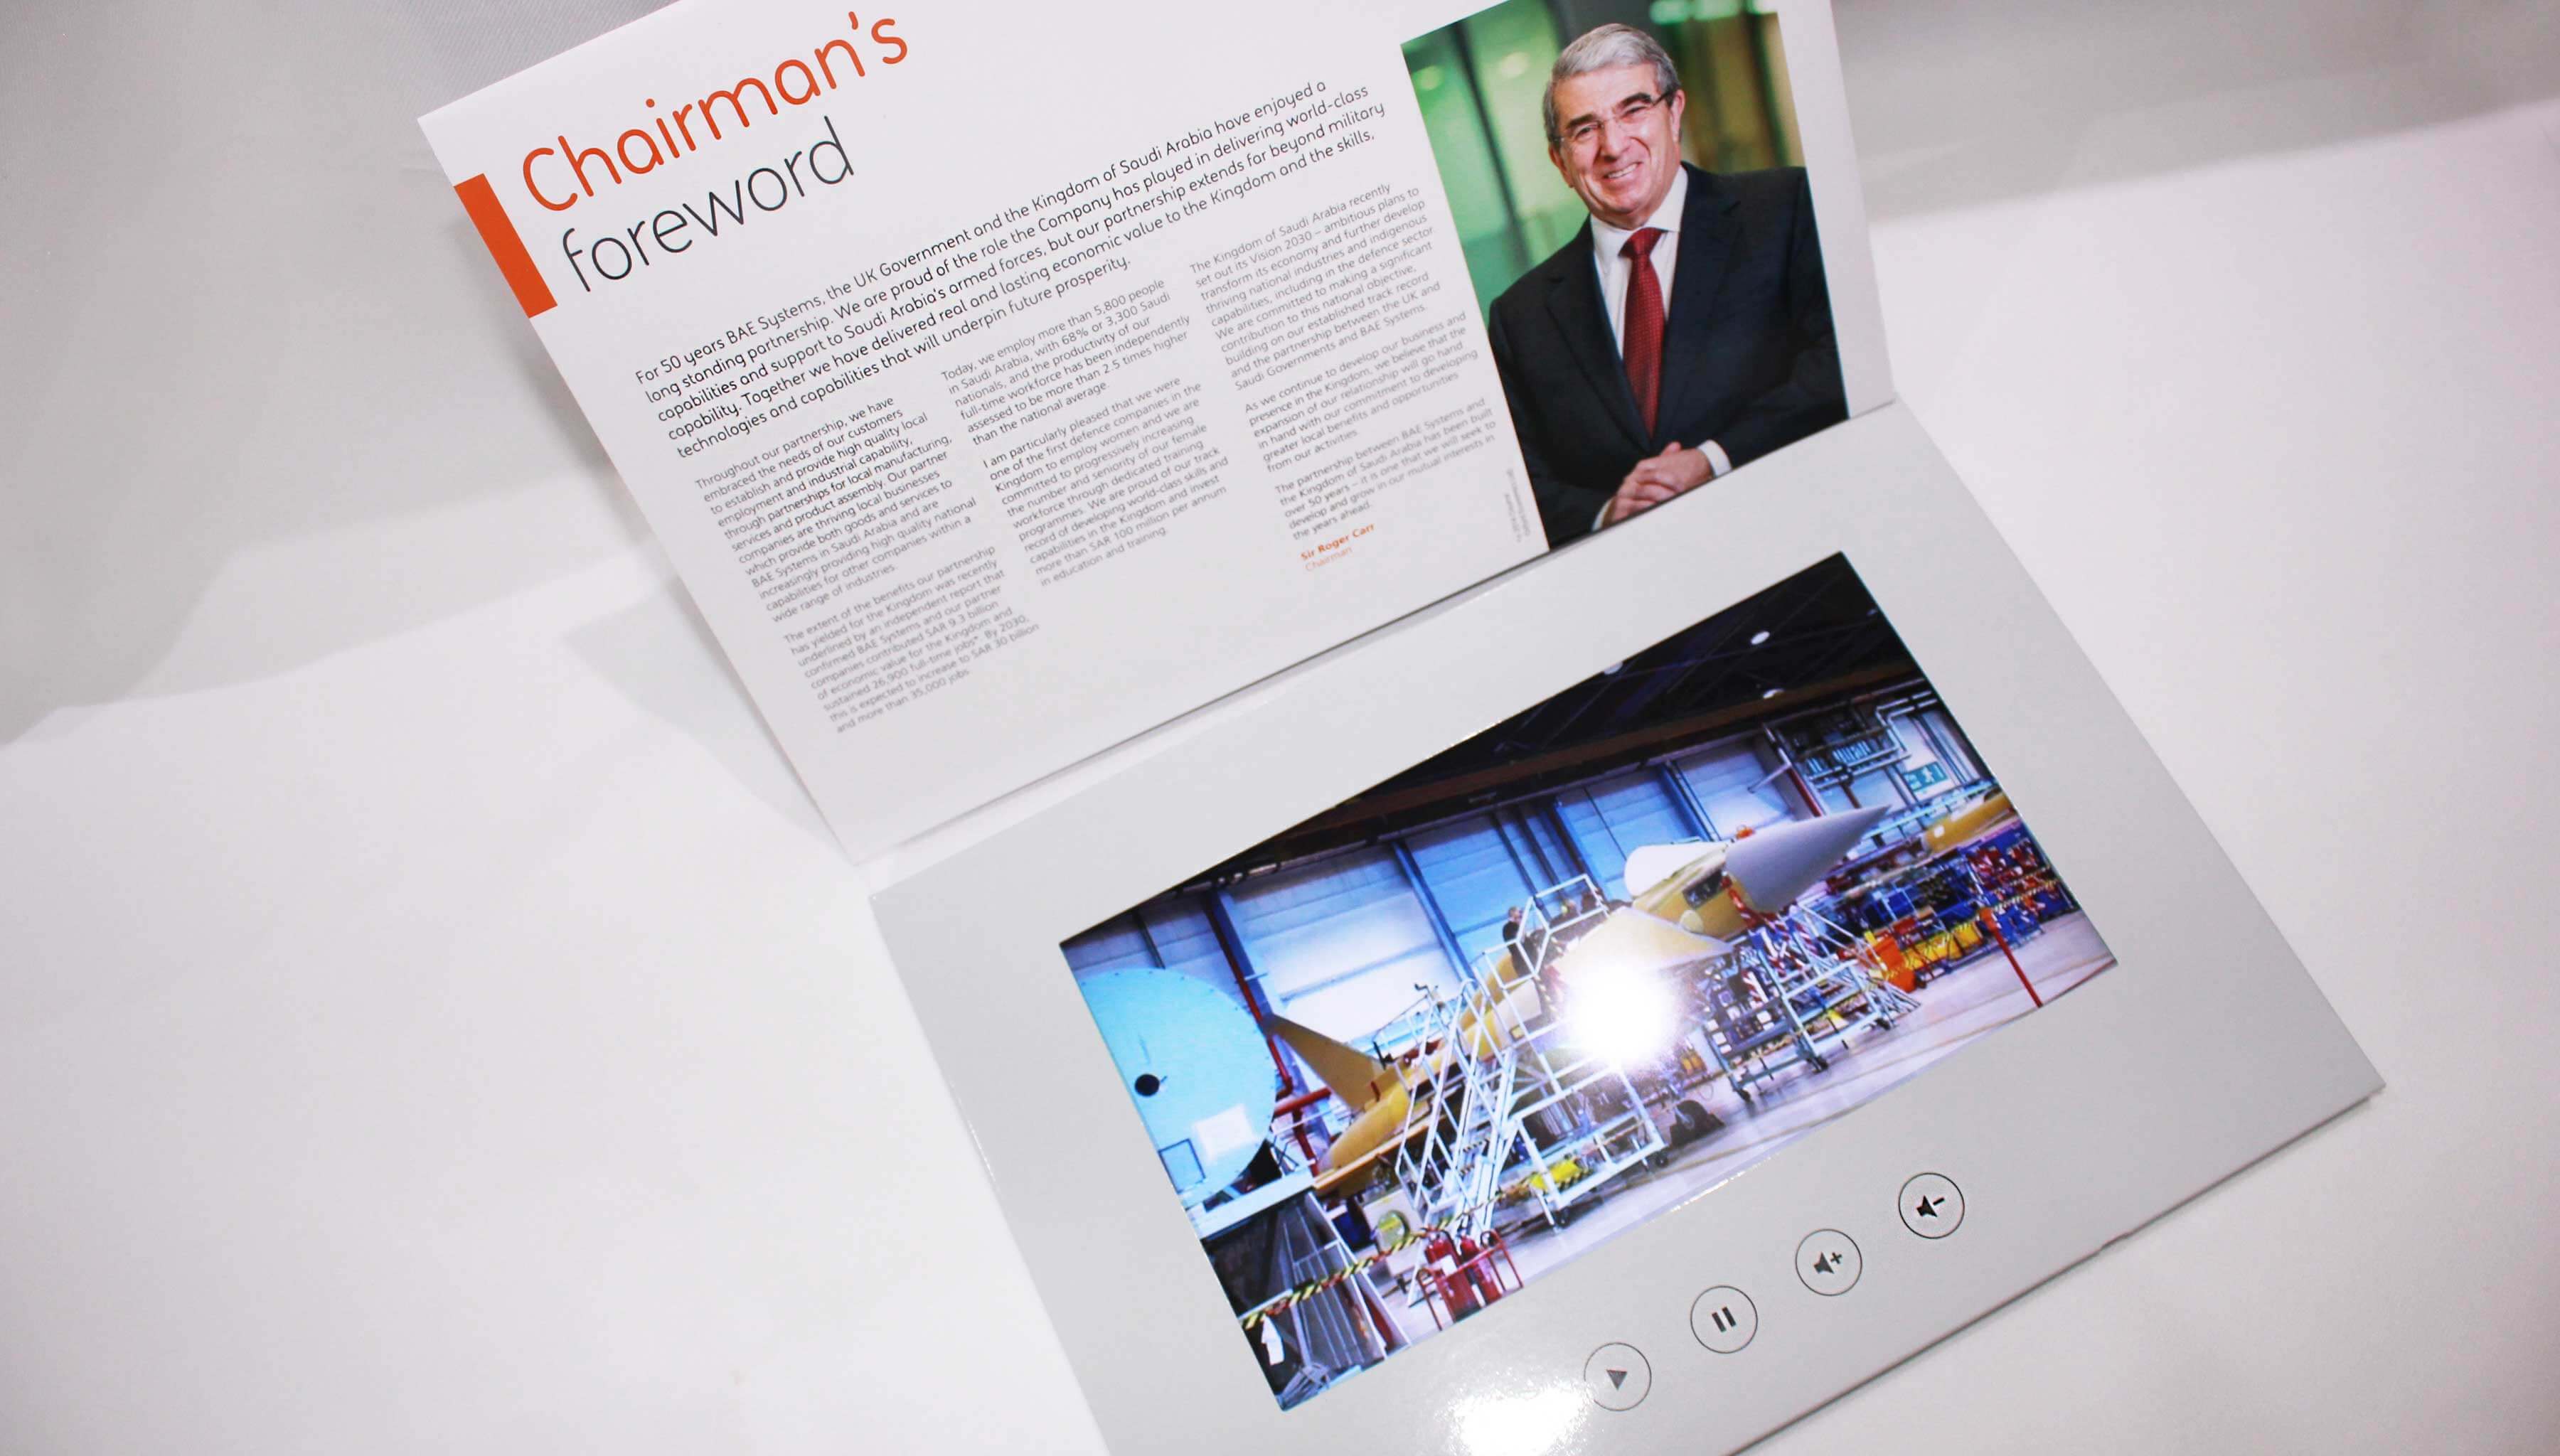 Chairman's
foreword
For 50 years BAE Systems, the UK Government and the Kingdom of Saudi Arabia have enjoyed a
long standing partnership. We are proud of the role the Company has played in delivering world-class
capabilities and support to Saudi Arabia's armed forces, but our partnership extends far beyond military
capability. Together we have delivered real and lasting economic value to the Kingdom and the skills,
technologies and capabilities that will underpin future prosperity.
Throughout our partnership, we have
embraced the needs of our customers
to establish and provide high quality local
employment and industrial capability,
through partnerships for local manufacturing,
services and product assembly. Our partner
companies are thriving local businesses
which provide both goods and services to
BAE Systems in Saudi Arabia and are
increasingly providing high quality national
capabilities for other companies within a
wide range of industries.
The extent of the benefits our partnership
has yielded for the Kingdom was recently
underlined by an independent report that
confirmed BAE Systems and our partner
companies contributed SAR 9.3 billion
of economic value for the Kingdom and
sustained 26,900 full-time jobs*. By 2030,
this is expected to increase to SAR 30 billion
and more than 35,000 jobs.
Today, we employ more than 5,800 people
in Saudi Arabia, with 68% or 3,300 Saudi
nationals, and the productivity of our
full-time workforce has been independently
assessed to be more than 2.5 times higher
than the national average.
I am particularly pleased that we were
one of the first defence companies in the
Kingdom to employ women and we are
committed to progressively increasing
the number and seniority of our female
workforce through dedicated training
programmes. We are proud of our track
record of developing world-class skills and
capabilities in the Kingdom and invest
more than SAR 100 million per annum
in education and training.
The Kingdom of Saudi Arabia recently
set out its Vision 2030 – ambitious plans to
transform its economy and further develop
thriving national industries and indigenous
capabilities, including in the defence sector.
We are committed to making a significant
contribution to this national objective,
building on our established track record
and the partnership between the UK and
Saudi Governments and BAE Systems.
As we continue to develop our business and
presence in the Kingdom, we believe that the
expansion of our relationship will go hand
in hand with our commitment to developing
greater local benefits and opportunities
from our activities.
The partnership between BAE Systems and
the Kingdom of Saudi Arabia has been built
over 50 years – it is one that we will seek to
develop and grow in our mutual interests in
the years ahead.
Sir Roger Carr
Chairman